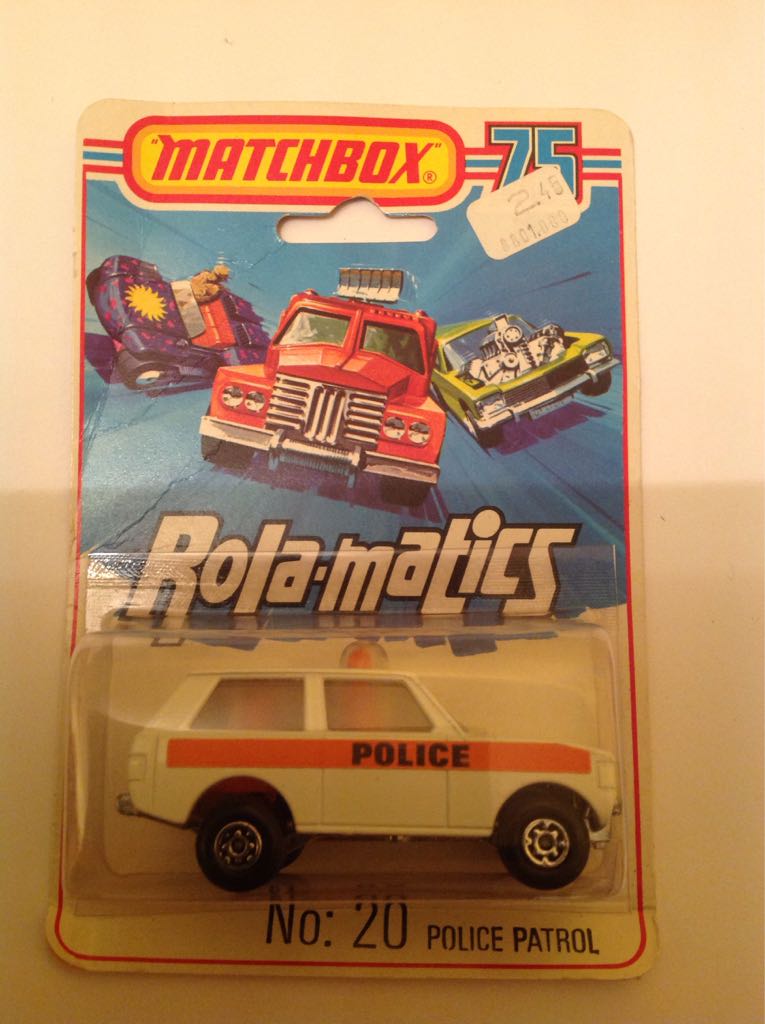 "MATCHBOX"®
75
2.45
Rola-matics
POLICE
No: 20 POLICE PATROL